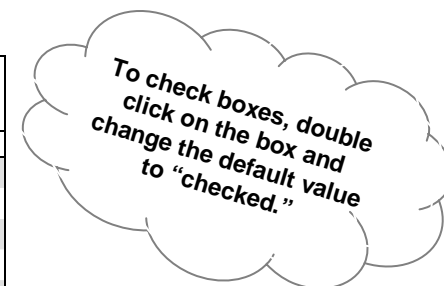 To check boxes, double
click on the box and
change the default value
to “checked.”